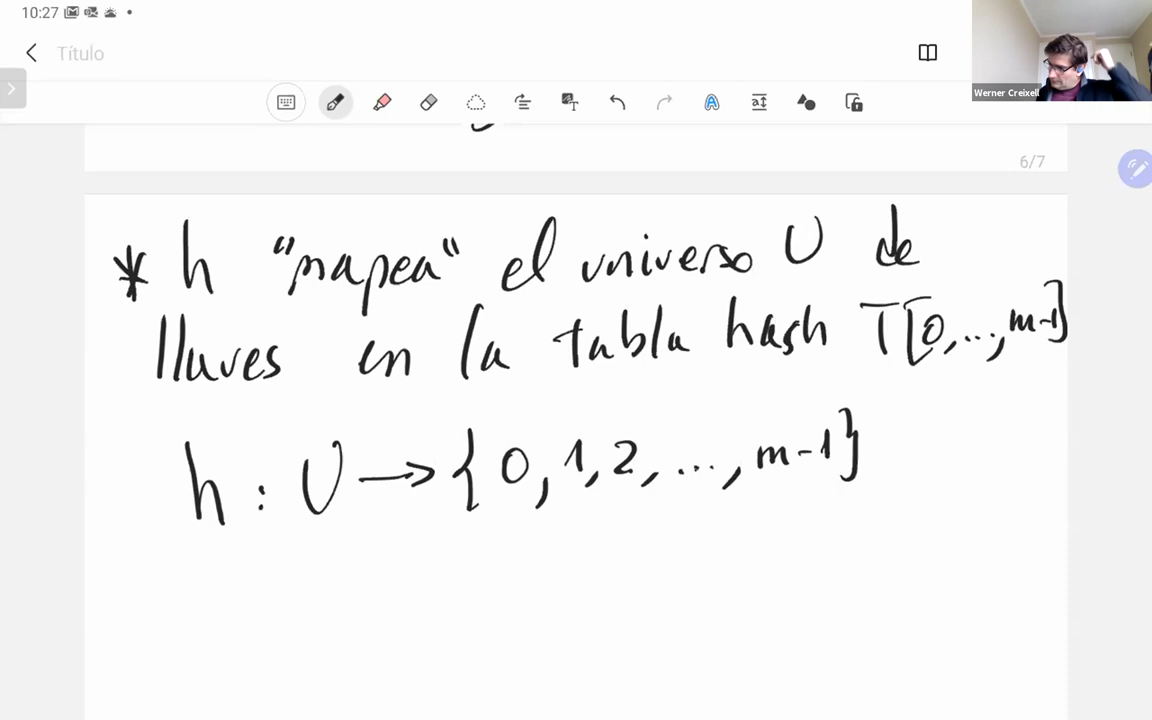 10:27
Título
Werner Creixell
6/7
* h "mapea" el universo U de
llaves en la tabla hash T[0,...,m-1]
h : U → {0, 1, 2, ..., m-1}